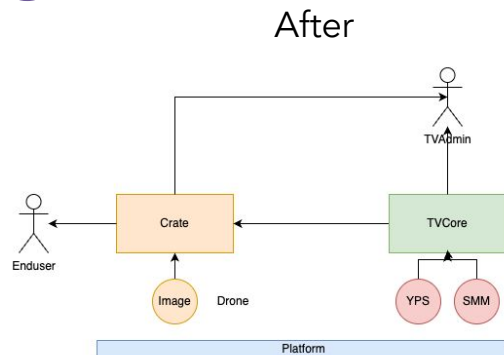 After
TVAdmin
Crate
TVCore
Enduser
Image
Drone
YPS
SMM
Platform